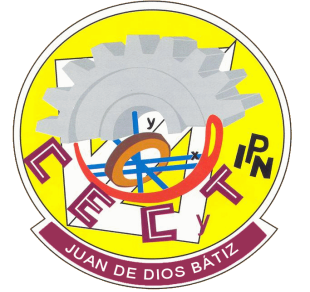 y
x
IPN
CECyT
JUAN DE DIOS BÁTIZ